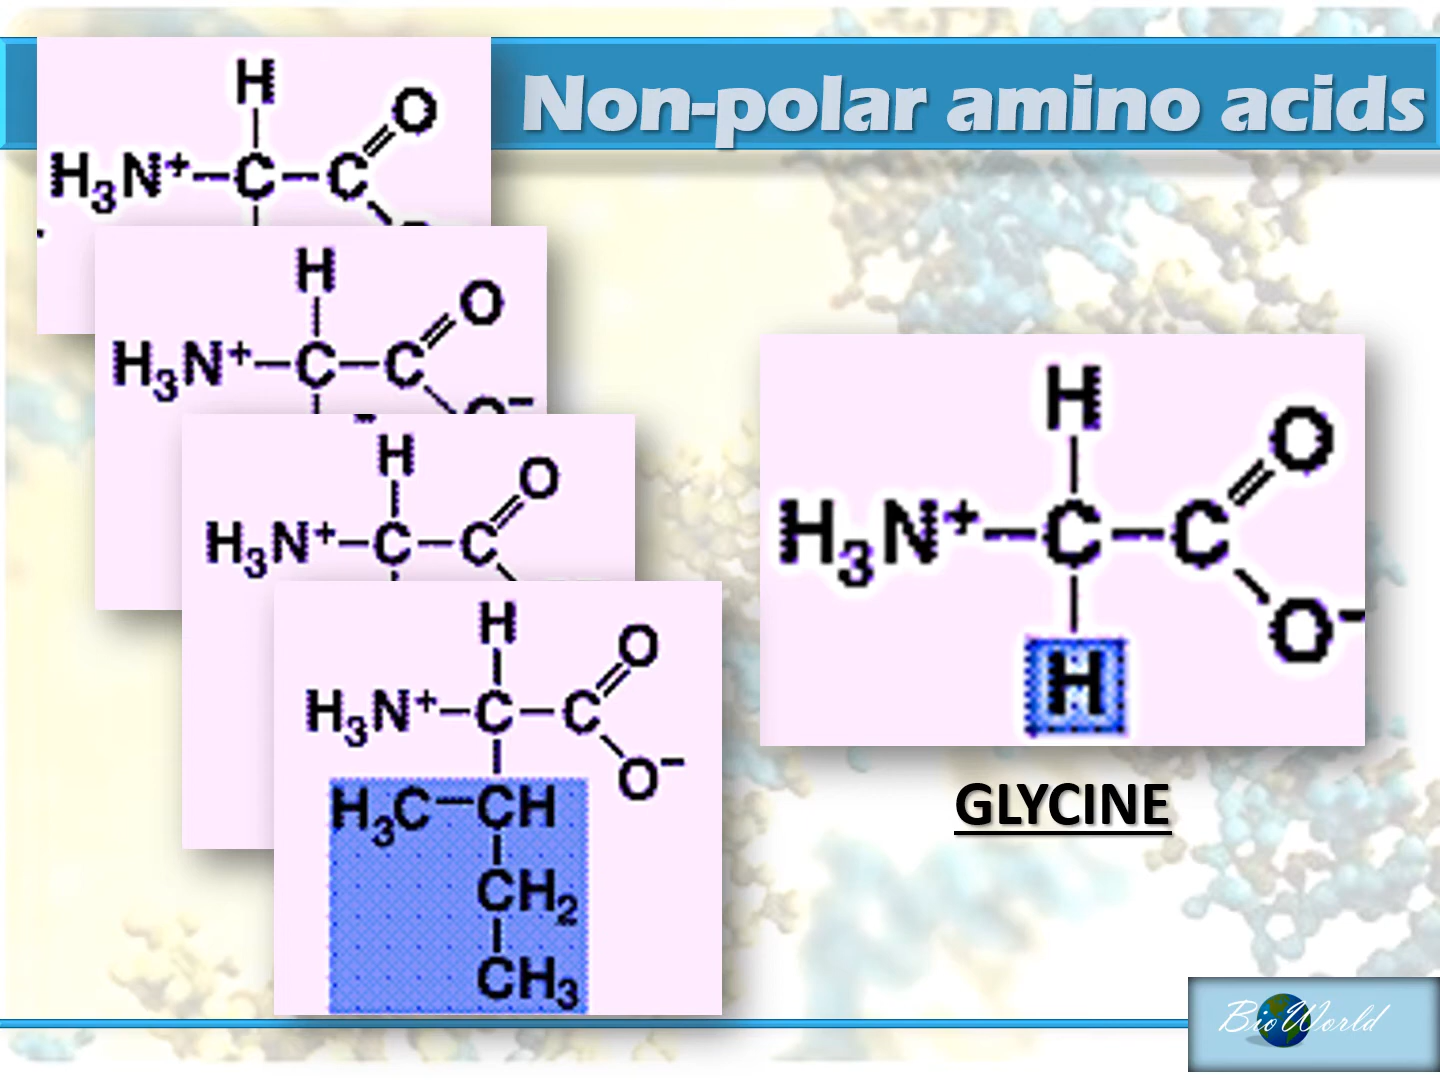 Non-polar amino acids
H
O
H3N+–C–C
H
O
H3N+–C–C
O–
H
O
H3N+–C–C
H
O
H3N+–C–C
O–
H3C–CH
CH2
CH3
H
O
H3N+–C–C
O–
H
GLYCINE
BioWorld